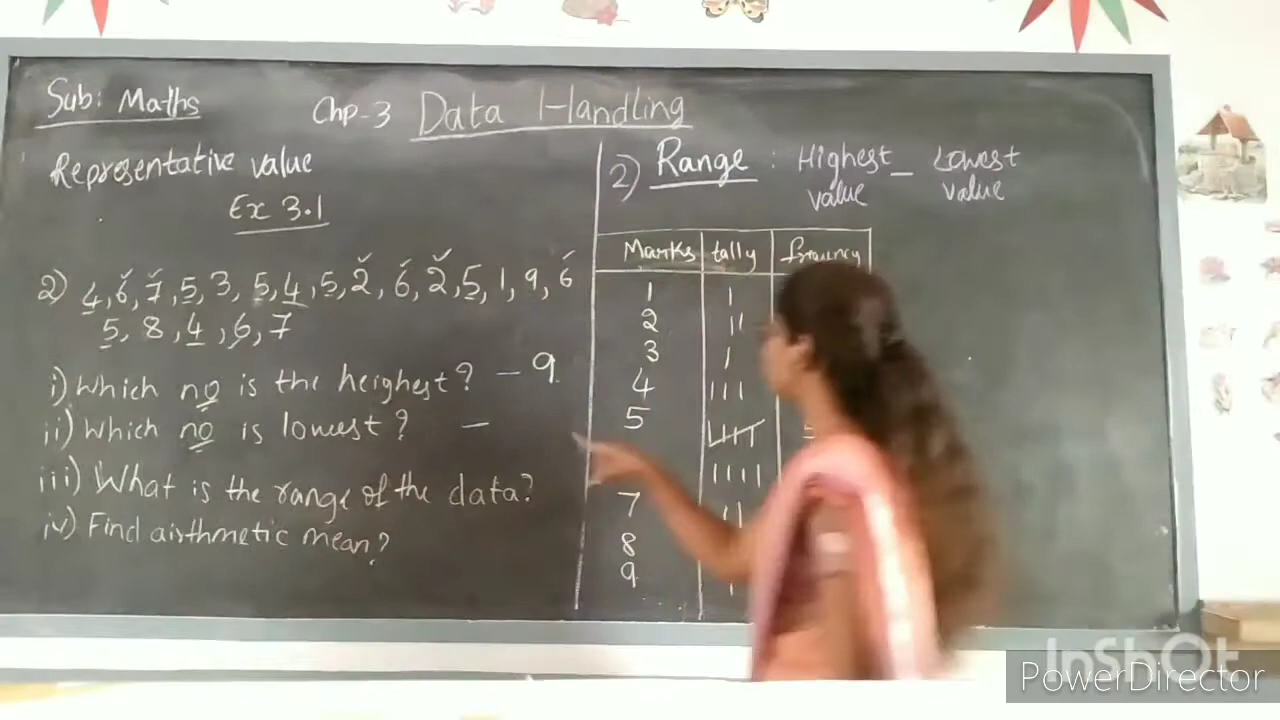 Sub: Maths
Chp-3 Data Handling
Representative value
Ex 3.1
2) 4, 6, 7, 5, 3, 5, 4, 5, 2, 6, 2, 5, 1, 9, 6
5, 8, 4, 6, 7
i) Which no is the heighest? - 9
ii) Which no is lowest? -
iii) What is the range of the data?
iv) Find airthmetic mean?
2) Range : Highest value - Lowest value
Marks tally
1 |
2 ||
3 |
4 |||
5
||||
7 ||
8
9 |
InShOt
PowerDirector